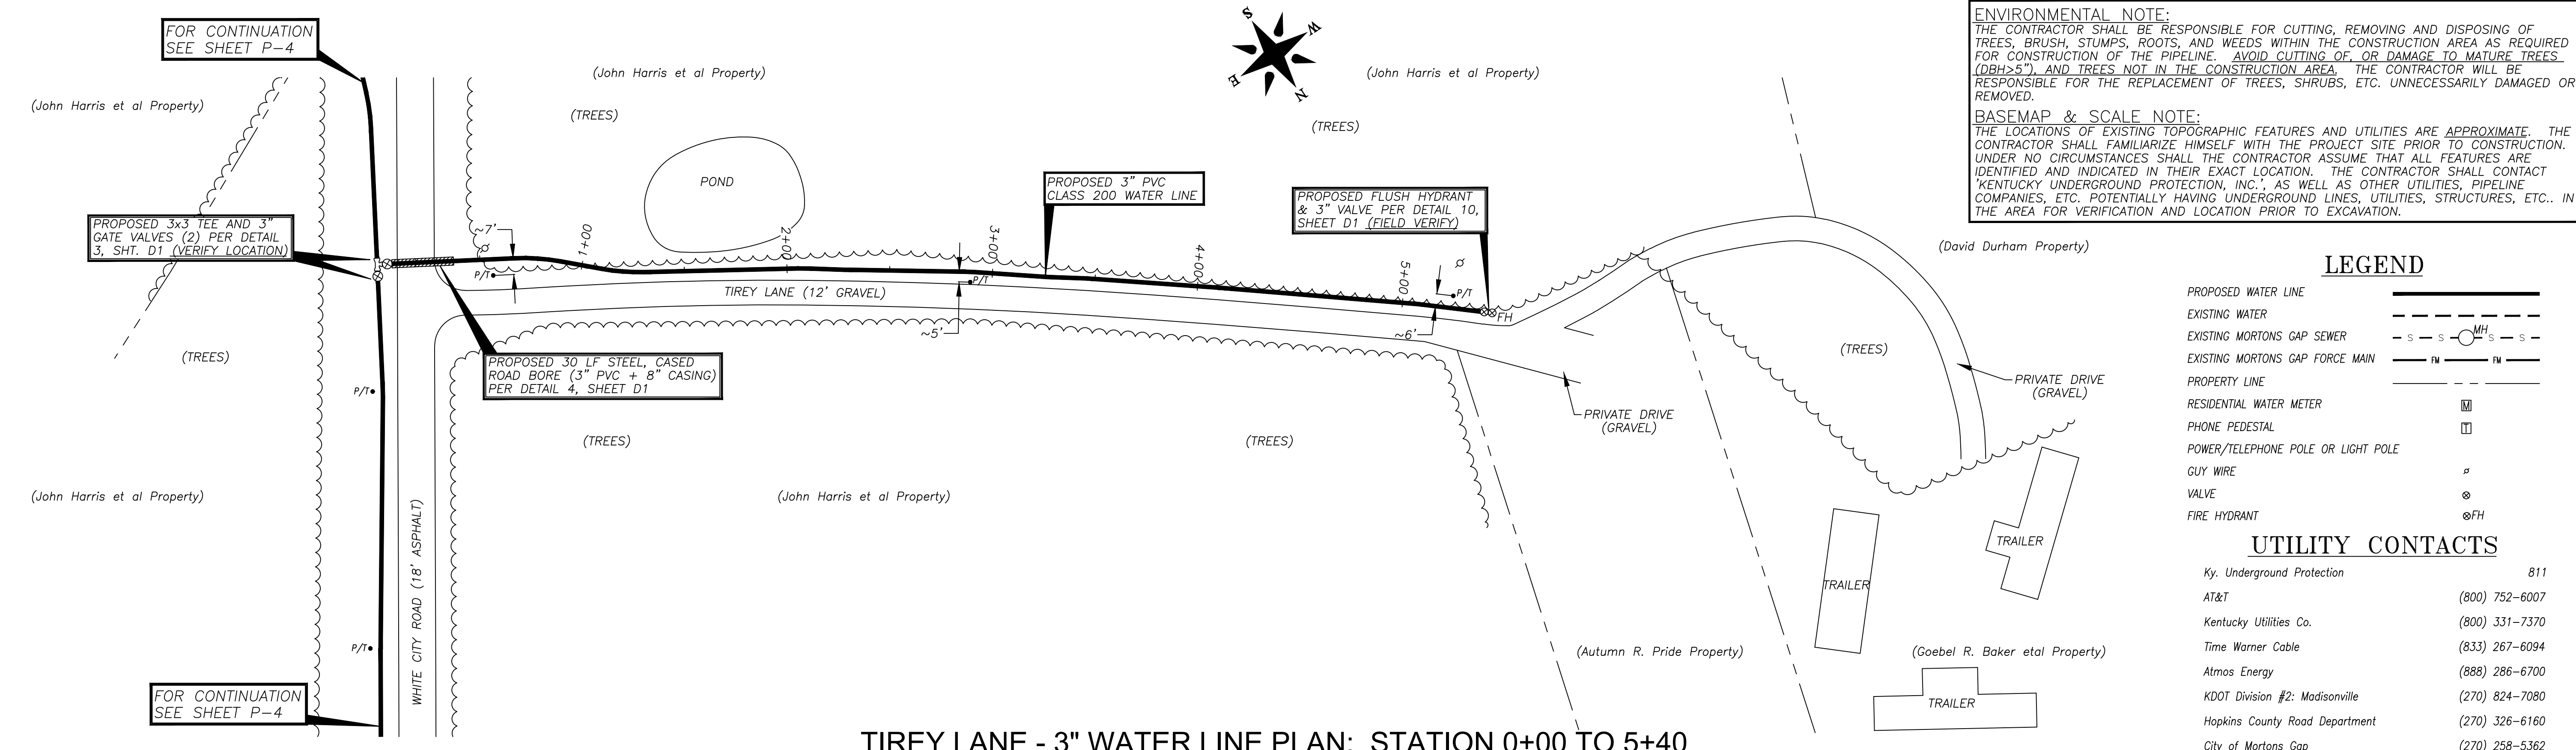 FOR CONTINUATION
SEE SHEET P-4
(John Harris et al Property)
(John Harris et al Property)
(John Harris et al Property)
(TREES)
(TREES)
S
W
E
N
ENVIRONMENTAL NOTE:
THE CONTRACTOR SHALL BE RESPONSIBLE FOR CUTTING, REMOVING AND DISPOSING OF
TREES, BRUSH, STUMPS, ROOTS, AND WEEDS WITHIN THE CONSTRUCTION AREA AS REQUIRED
FOR CONSTRUCTION OF THE PIPELINE. AVOID CUTTING OF, OR DAMAGE TO MATURE TREES
(DBH>5"), AND TREES NOT IN THE CONSTRUCTION AREA. THE CONTRACTOR WILL BE
RESPONSIBLE FOR THE REPLACEMENT OF TREES, SHRUBS, ETC. UNNECESSARILY DAMAGED OR
REMOVED.
BASEMAP & SCALE NOTE:
THE LOCATIONS OF EXISTING TOPOGRAPHIC FEATURES AND UTILITIES ARE APPROXIMATE. THE
CONTRACTOR SHALL FAMILIARIZE HIMSELF WITH THE PROJECT SITE PRIOR TO CONSTRUCTION.
UNDER NO CIRCUMSTANCES SHALL THE CONTRACTOR ASSUME THAT ALL FEATURES ARE
IDENTIFIED AND INDICATED IN THEIR EXACT LOCATION. THE CONTRACTOR SHALL CONTACT
'KENTUCKY UNDERGROUND PROTECTION, INC.', AS WELL AS OTHER UTILITIES, PIPELINE
COMPANIES, ETC. POTENTIALLY HAVING UNDERGROUND LINES, UTILITIES, STRUCTURES, ETC.. IN
THE AREA FOR VERIFICATION AND LOCATION PRIOR TO EXCAVATION.
POND
PROPOSED 3" PVC
CLASS 200 WATER LINE
PROPOSED FLUSH HYDRANT
& 3" VALVE PER DETAIL 10,
SHEET D1 (FIELD VERIFY)
PROPOSED 3x3 TEE AND 3"
GATE VALVES (2) PER DETAIL
3, SHT. D1 (VERIFY LOCATION)
~7'
1+00
2+00
3+00
4+00
5+00
P/T
P/T
P/T
FH
TIREY LANE (12' GRAVEL)
~5'
~6'
(David Durham Property)
(TREES)
(TREES)
PROPOSED 30 LF STEEL, CASED
ROAD BORE (3" PVC + 8" CASING)
PER DETAIL 4, SHEET D1
P/T
PRIVATE DRIVE
(GRAVEL)
PRIVATE DRIVE
(GRAVEL)
(TREES)
(TREES)
(John Harris et al Property)
(John Harris et al Property)
WHITE CITY ROAD (18' ASPHALT)
P/T
FOR CONTINUATION
SEE SHEET P-4
TRAILER
TRAILER
TRAILER
(Autumn R. Pride Property)
(Goebel R. Baker etal Property)
LEGEND
PROPOSED WATER LINE
EXISTING WATER
EXISTING MORTONS GAP SEWER S S MH S S
EXISTING MORTONS GAP FORCE MAIN FM FM
PROPERTY LINE
RESIDENTIAL WATER METER M
PHONE PEDESTAL T
POWER/TELEPHONE POLE OR LIGHT POLE
GUY WIRE
VALVE
FIRE HYDRANT FH
UTILITY CONTACTS
Ky. Underground Protection 811
AT&T (800) 752-6007
Kentucky Utilities Co. (800) 331-7370
Time Warner Cable (833) 267-6094
Atmos Energy (888) 286-6700
KDOT Division #2: Madisonville (270) 824-7080
Hopkins County Road Department (270) 326-6160
City of Mortons Gap (270) 258-5362
TIREY LANE - 3" WATER LINE PLAN: STATION 0+00 TO 5+40